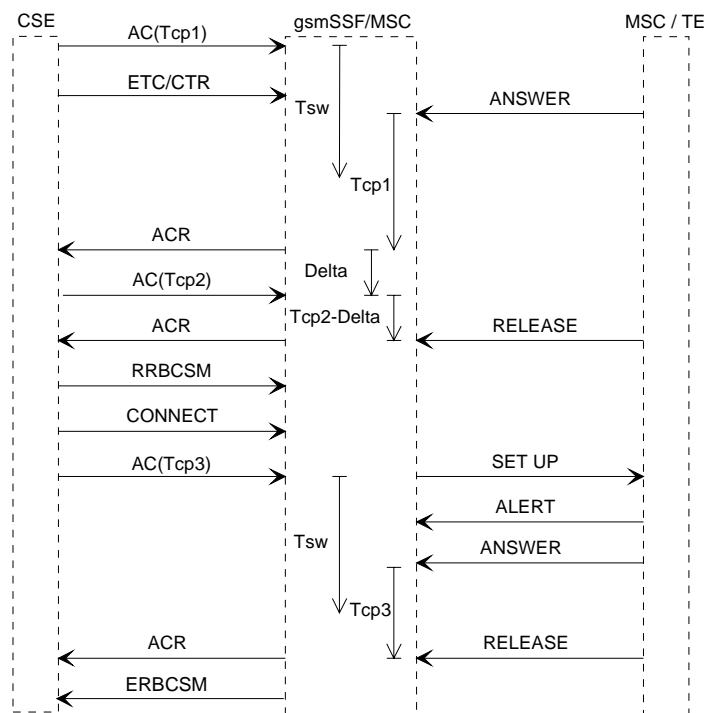 CSE gsmSSF/MSC MSC / TE
AC(Tcp1)
ETC/CTR
ANSWER
Tsw
Tcp1
ACR
Delta
AC(Tcp2)
Tcp2-Delta
ACR
RELEASE
RRBCSM
CONNECT
AC(Tcp3)
SET UP
ALERT
Tsw
ANSWER
Tcp3
ACR
RELEASE
ERBCSM